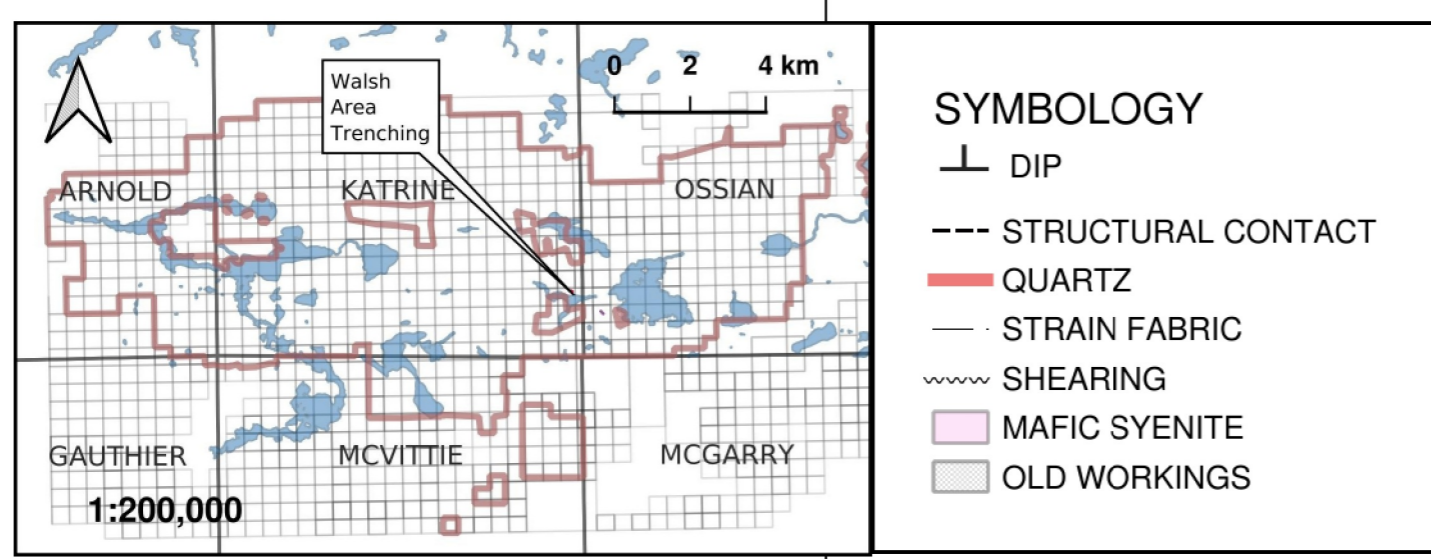 0 2 4 km
Walsh
Area
Trenching
ARNOLD KATRINE OSSIAN
GAUTHIER MCVITTIE MCGARRY
1:200,000
SYMBOLOGY
DIP
STRUCTURAL CONTACT
QUARTZ
STRAIN FABRIC
SHEARING
MAFIC SYENITE
OLD WORKINGS